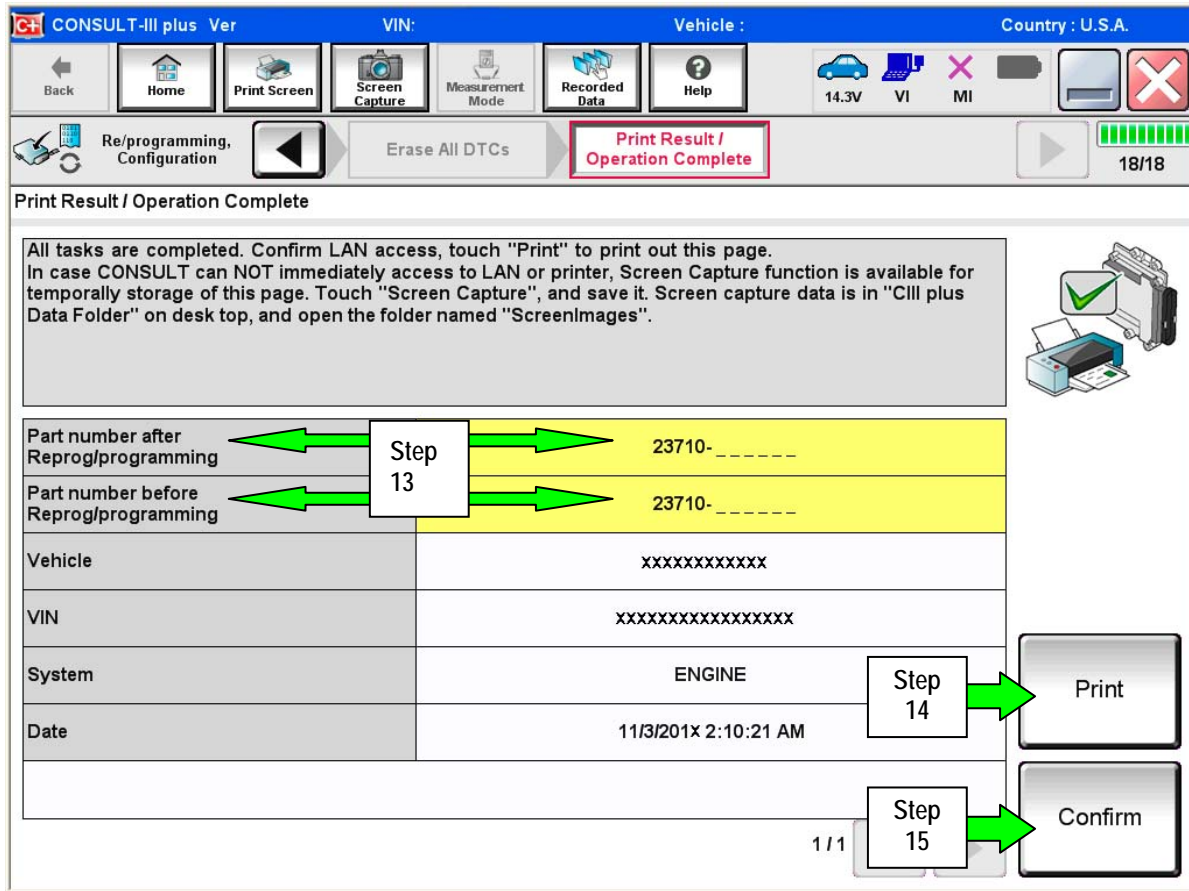 C+ CONSULT-III plus Ver VIN: Vehicle : Country : U.S.A.
Back Home Print Screen Screen Capture Measurement Mode Recorded Data Help 14.3V VI MI
Re/programming, Configuration Erase All DTCs Print Result / Operation Complete 18/18
Print Result / Operation Complete
All tasks are completed. Confirm LAN access, touch "Print" to print out this page.
In case CONSULT can NOT immediately access to LAN or printer, Screen Capture function is available for
temporally storage of this page. Touch "Screen Capture", and save it. Screen capture data is in "CIII plus
Data Folder" on desk top, and open the folder named "ScreenImages".
Part number after
Reprog/programming
Step
13
23710-_ _ _ _ _ _
Part number before
Reprog/programming
23710-_ _ _ _ _ _
Vehicle xxxxxxxxxxxx
VIN xxxxxxxxxxxxxxxxx
System ENGINE
Step
14
Print
Date 11/3/201x 2:10:21 AM
Step
15
Confirm
1/1